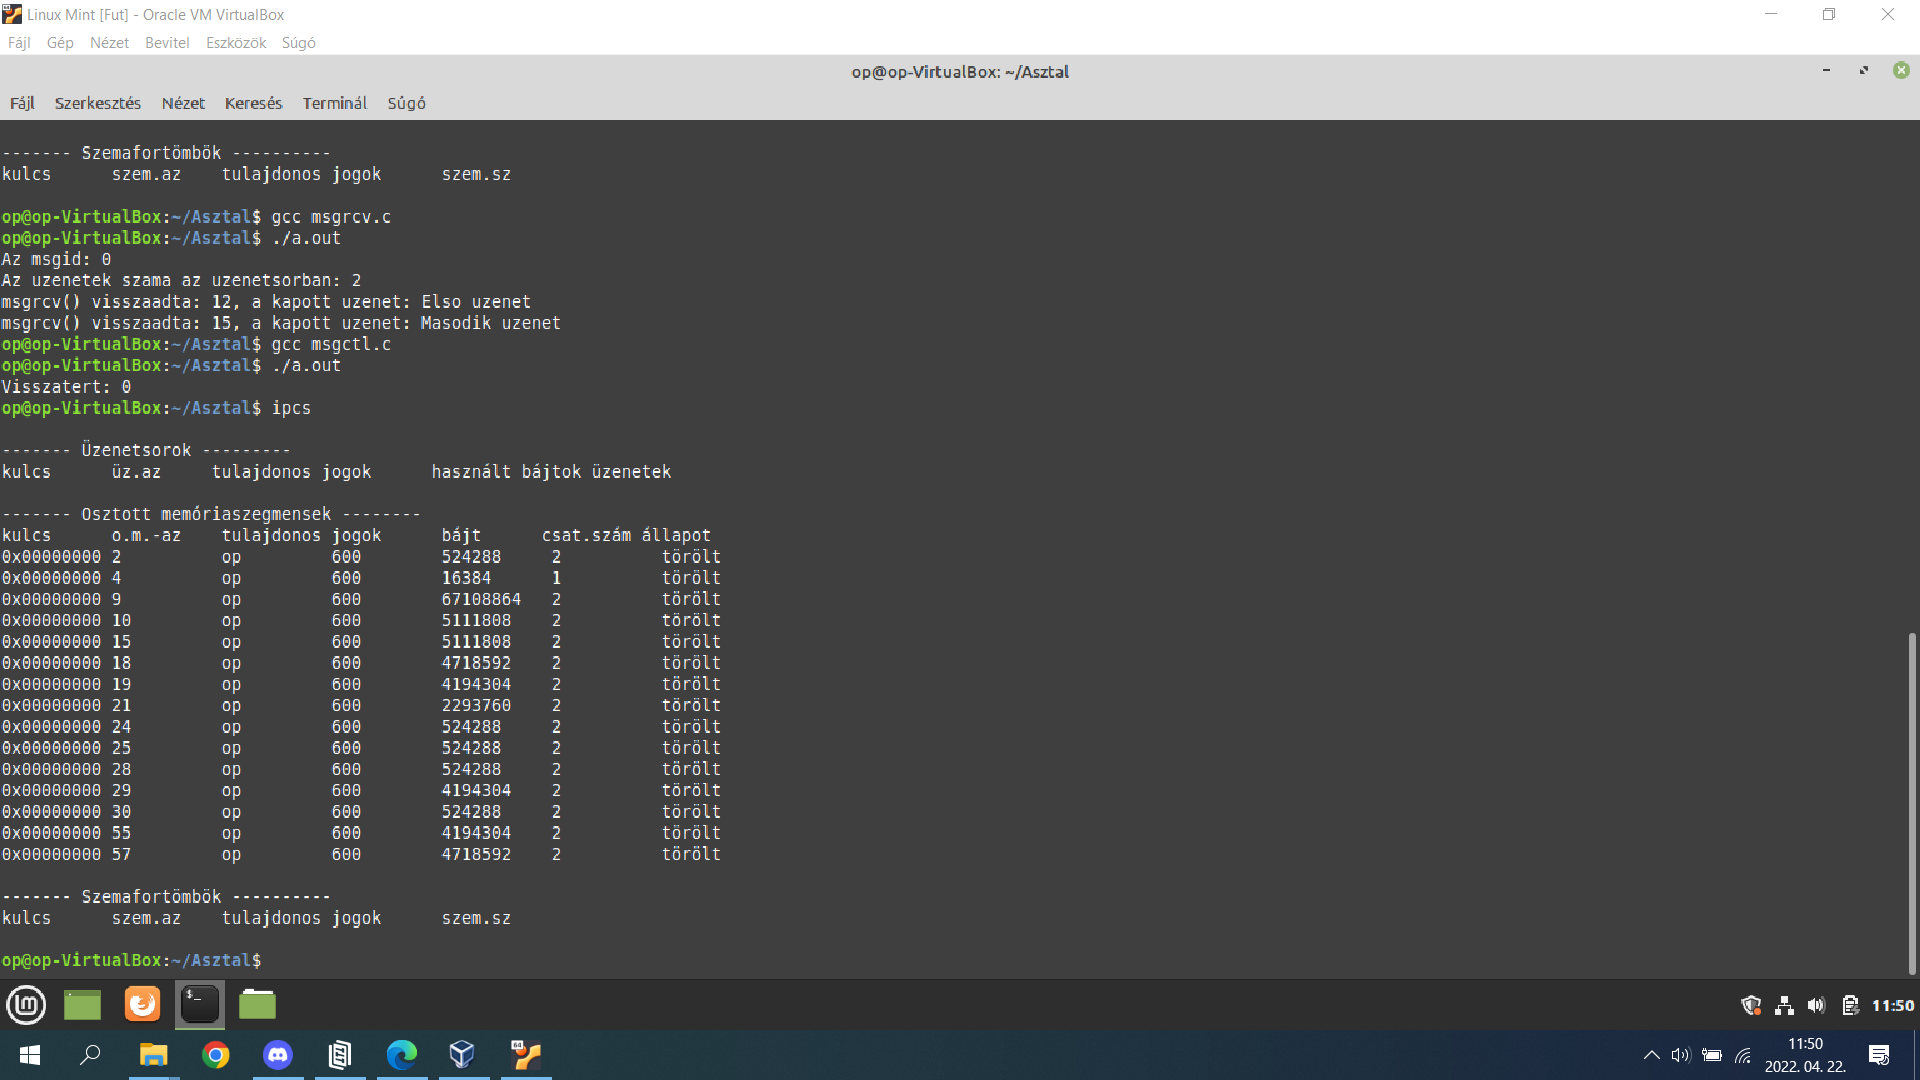 Linux Mint [Fut] - Oracle VM VirtualBox
Fájl Gép Nézet Bevitel Eszközök Súgó
op@op-VirtualBox: ~/Asztal
Fájl Szerkesztés Nézet Keresés Terminál Súgó
------- Szemafortömbök ----------
kulcs szem.az tulajdonos jogok szem.sz
op@op-VirtualBox:~/Asztal$ gcc msgrcv.c
op@op-VirtualBox:~/Asztal$ ./a.out
Az msgid: 0
Az uzenetek szama az uzenetsorban: 2
msgrcv() visszaadta: 12, a kapott uzenet: Elso uzenet
msgrcv() visszaadta: 15, a kapott uzenet: Masodik uzenet
op@op-VirtualBox:~/Asztal$ gcc msgctl.c
op@op-VirtualBox:~/Asztal$ ./a.out
Visszatert: 0
op@op-VirtualBox:~/Asztal$ ipcs
------- Üzenetsorok ---------
kulcs üz.az tulajdonos jogok használt bájtok üzenetek
------- Osztott memóriaszegmensek --------
kulcs o.m.-az tulajdonos jogok bájt csat.szám állapot
0x00000000 2 op 600 524288 2 törölt
0x00000000 4 op 600 16384 1 törölt
0x00000000 9 op 600 67108864 2 törölt
0x00000000 10 op 600 5111808 2 törölt
0x00000000 15 op 600 5111808 2 törölt
0x00000000 18 op 600 4718592 2 törölt
0x00000000 19 op 600 4194304 2 törölt
0x00000000 21 op 600 2293760 2 törölt
0x00000000 24 op 600 524288 2 törölt
0x00000000 25 op 600 524288 2 törölt
0x00000000 28 op 600 524288 2 törölt
0x00000000 29 op 600 4194304 2 törölt
0x00000000 30 op 600 524288 2 törölt
0x00000000 55 op 600 4194304 2 törölt
0x00000000 57 op 600 4718592 2 törölt
------- Szemafortömbök ----------
kulcs szem.az tulajdonos jogok szem.sz
op@op-VirtualBox:~/Asztal$
11:50
11:50
2022. 04. 22.